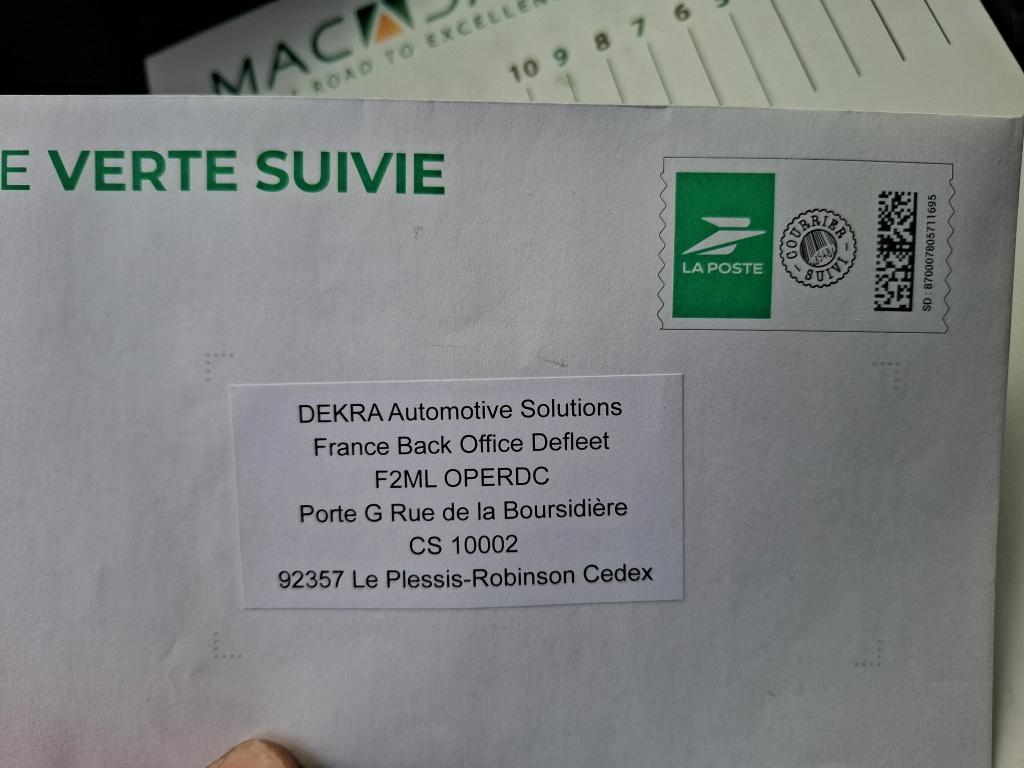 ROAD TO EXCELLEN
10 9 8 7 6
E VERTE SUIVIE
LA POSTE
COURRIER
SUIVI
SD : 870007805711695
DEKRA Automotive Solutions
France Back Office Defleet
F2ML OPERDC
Porte G Rue de la Boursidière
CS 10002
92357 Le Plessis-Robinson Cedex